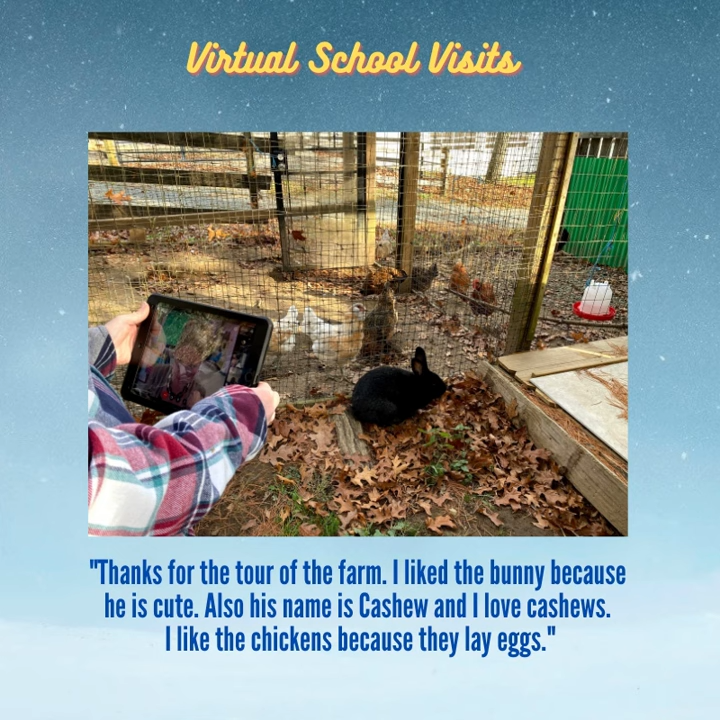 Virtual School Visits
"Thanks for the tour of the farm. I liked the bunny because
he is cute. Also his name is Cashew and I love cashews.
I like the chickens because they lay eggs."